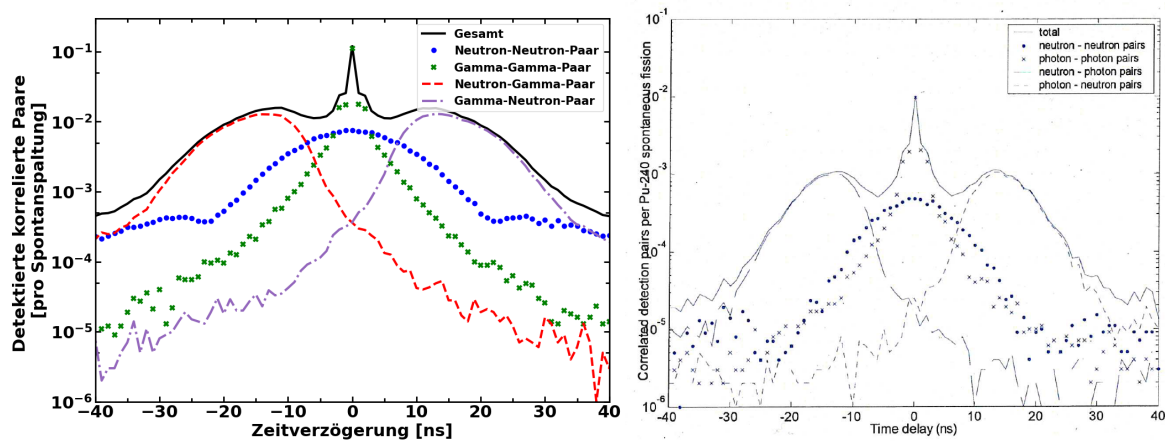 Detektierte korrelierte Paare
[pro Spontanspaltung]
10⁻¹
10⁻²
10⁻³
10⁻⁴
10⁻⁵
10⁻⁶
Gesamt
Neutron-Neutron-Paar
Gamma-Gamma-Paar
Neutron-Gamma-Paar
Gamma-Neutron-Paar
−40 −30 −20 −10 0 10 20 30 40
Zeitverzögerung [ns]
Correlated detection pairs per Pu-240 spontaneous fission
10⁻¹
10⁻²
10⁻³
10⁻⁴
10⁻⁵
10⁻⁶
total
neutron - neutron pairs
photon - photon pairs
neutron - photon pairs
photon - neutron pairs
-40 -30 -20 -10 0 10 20 30 40
Time delay (ns)